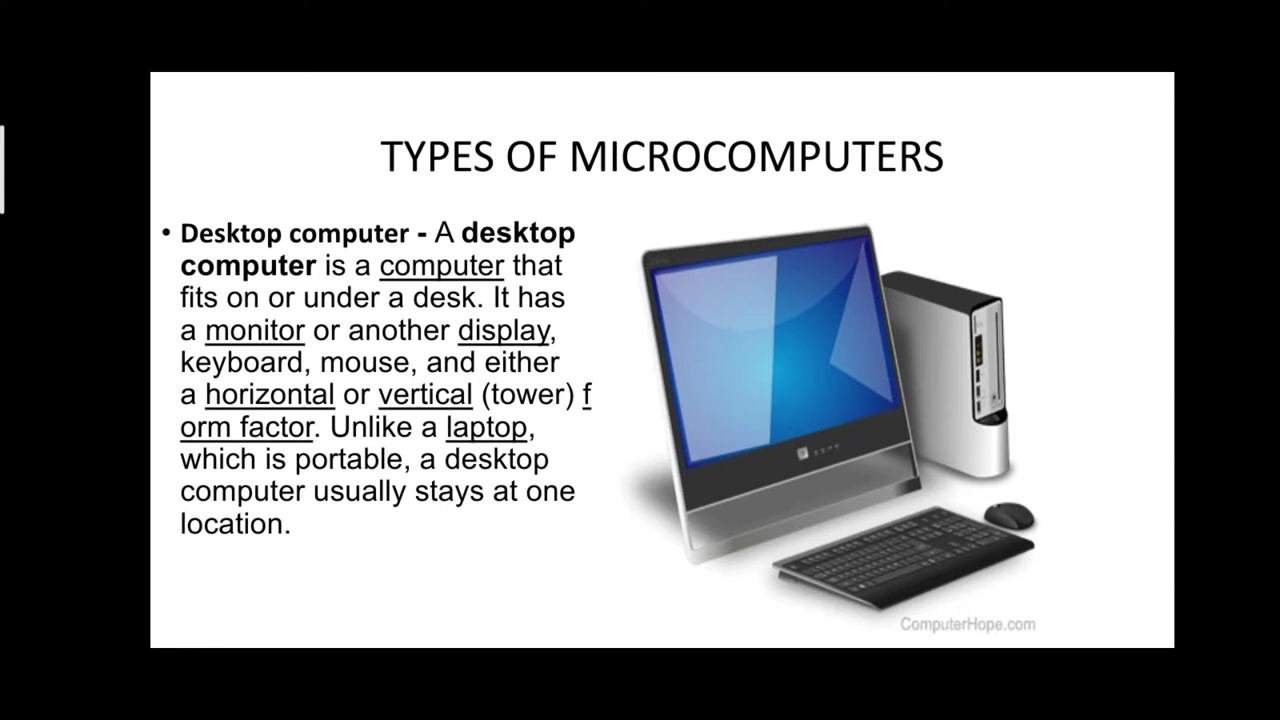 TYPES OF MICROCOMPUTERS
• Desktop computer - A desktop
computer is a computer that
fits on or under a desk. It has
a monitor or another display,
keyboard, mouse, and either
a horizontal or vertical (tower) f
orm factor. Unlike a laptop,
which is portable, a desktop
computer usually stays at one
location.
ComputerHope.com